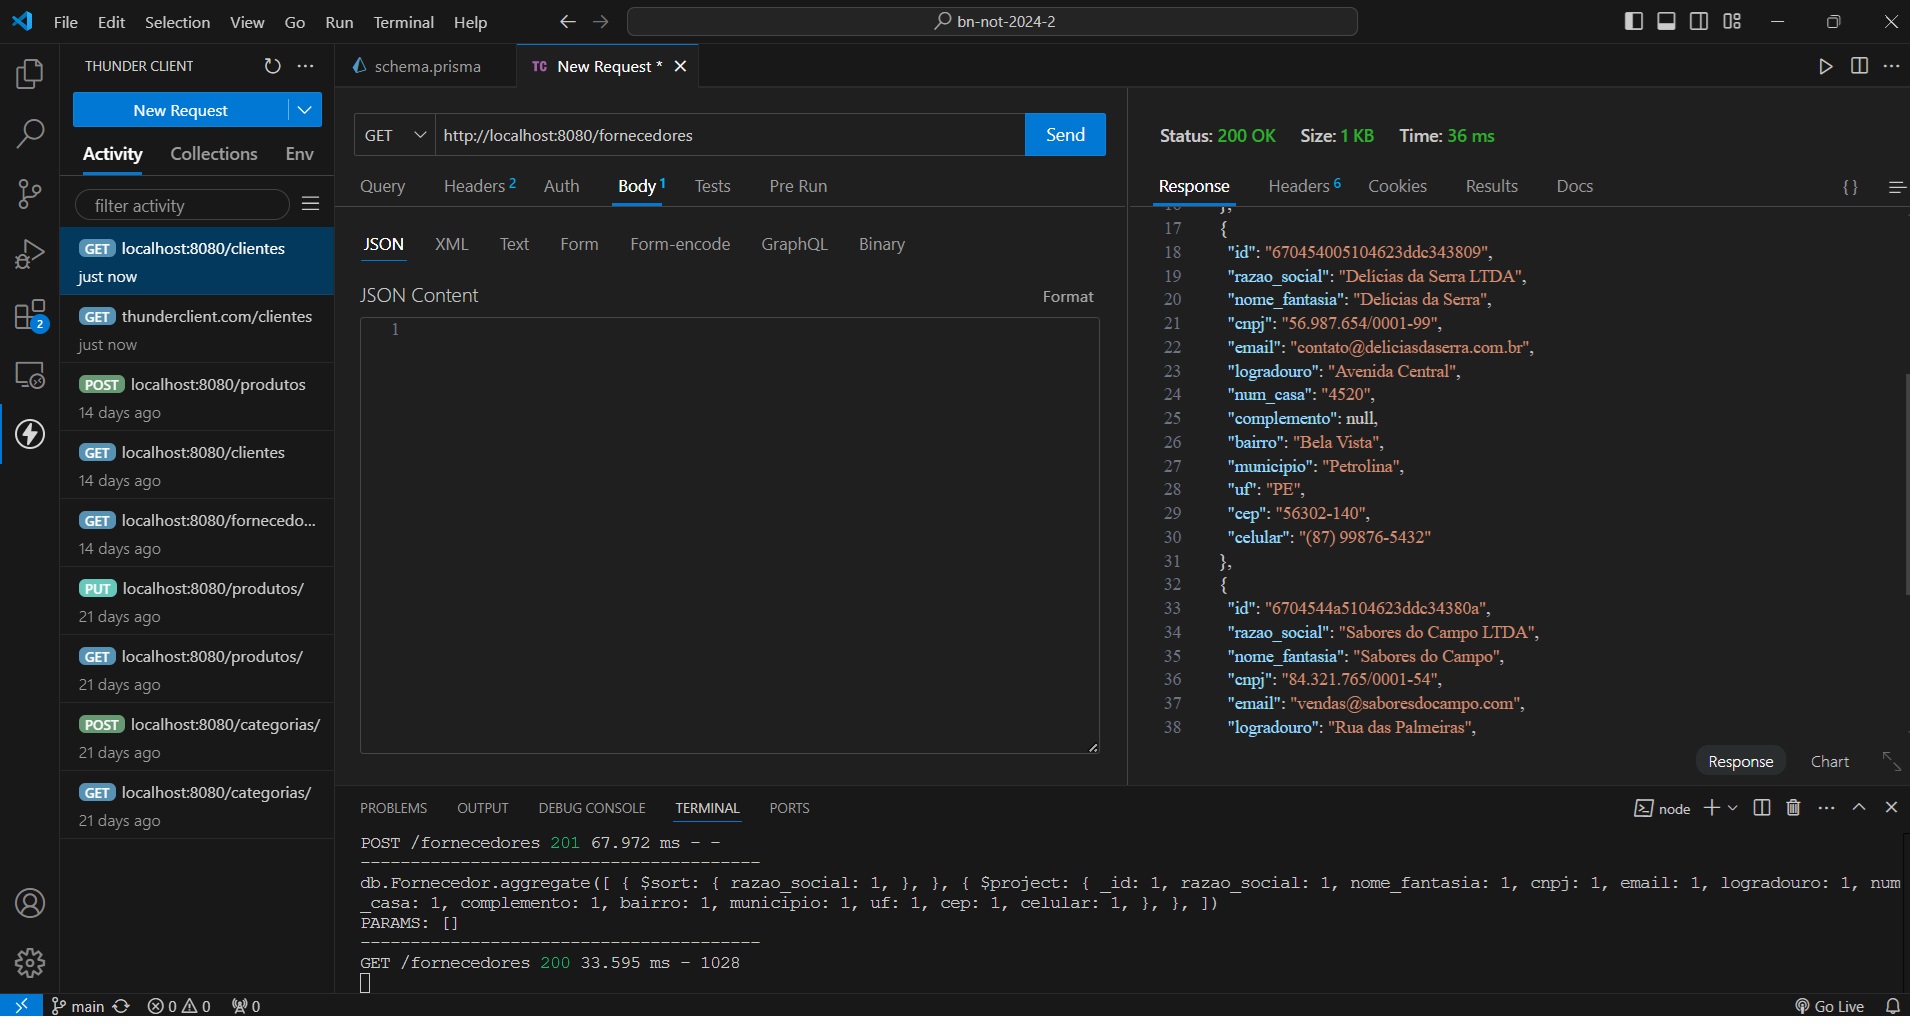 File Edit Selection View Go Run Terminal Help
bn-not-2024-2
THUNDER CLIENT
New Request
Activity Collections Env
filter activity
GET localhost:8080/clientes
just now
GET thunderclient.com/clientes
just now
POST localhost:8080/produtos
14 days ago
GET localhost:8080/clientes
14 days ago
GET localhost:8080/fornecedo...
14 days ago
PUT localhost:8080/produtos/
21 days ago
GET localhost:8080/produtos/
21 days ago
POST localhost:8080/categorias/
21 days ago
GET localhost:8080/categorias/
21 days ago
2
schema.prisma
TC New Request *
GET http://localhost:8080/fornecedores Send
Query Headers 2 Auth Body 1 Tests Pre Run
JSON XML Text Form Form-encode GraphQL Binary
JSON Content Format
1
Status: 200 OK Size: 1 KB Time: 36 ms
Response Headers 6 Cookies Results Docs {}
16 },
17 {
18 "id": "670454005104623ddc343809",
19 "razao_social": "Delícias da Serra LTDA",
20 "nome_fantasia": "Delícias da Serra",
21 "cnpj": "56.987.654/0001-99",
22 "email": "contato@deliciasdaserra.com.br",
23 "logradouro": "Avenida Central",
24 "num_casa": "4520",
25 "complemento": null,
26 "bairro": "Bela Vista",
27 "municipio": "Petrolina",
28 "uf": "PE",
29 "cep": "56302-140",
30 "celular": "(87) 99876-5432"
31 },
32 {
33 "id": "6704544a5104623ddc34380a",
34 "razao_social": "Sabores do Campo LTDA",
35 "nome_fantasia": "Sabores do Campo",
36 "cnpj": "84.321.765/0001-54",
37 "email": "vendas@saboresdocampo.com",
38 "logradouro": "Rua das Palmeiras",
Response Chart
PROBLEMS OUTPUT DEBUG CONSOLE TERMINAL PORTS
node
POST /fornecedores 201 67.972 ms - -
----------------------------------------
db.Fornecedor.aggregate([ { $sort: { razao_social: 1, }, }, { $project: { _id: 1, razao_social: 1, nome_fantasia: 1, cnpj: 1, email: 1, logradouro: 1, num
_casa: 1, complemento: 1, bairro: 1, municipio: 1, uf: 1, cep: 1, celular: 1, }, }, ])
PARAMS: []
----------------------------------------
GET /fornecedores 200 33.595 ms - 1028
main 0 0 0 Go Live